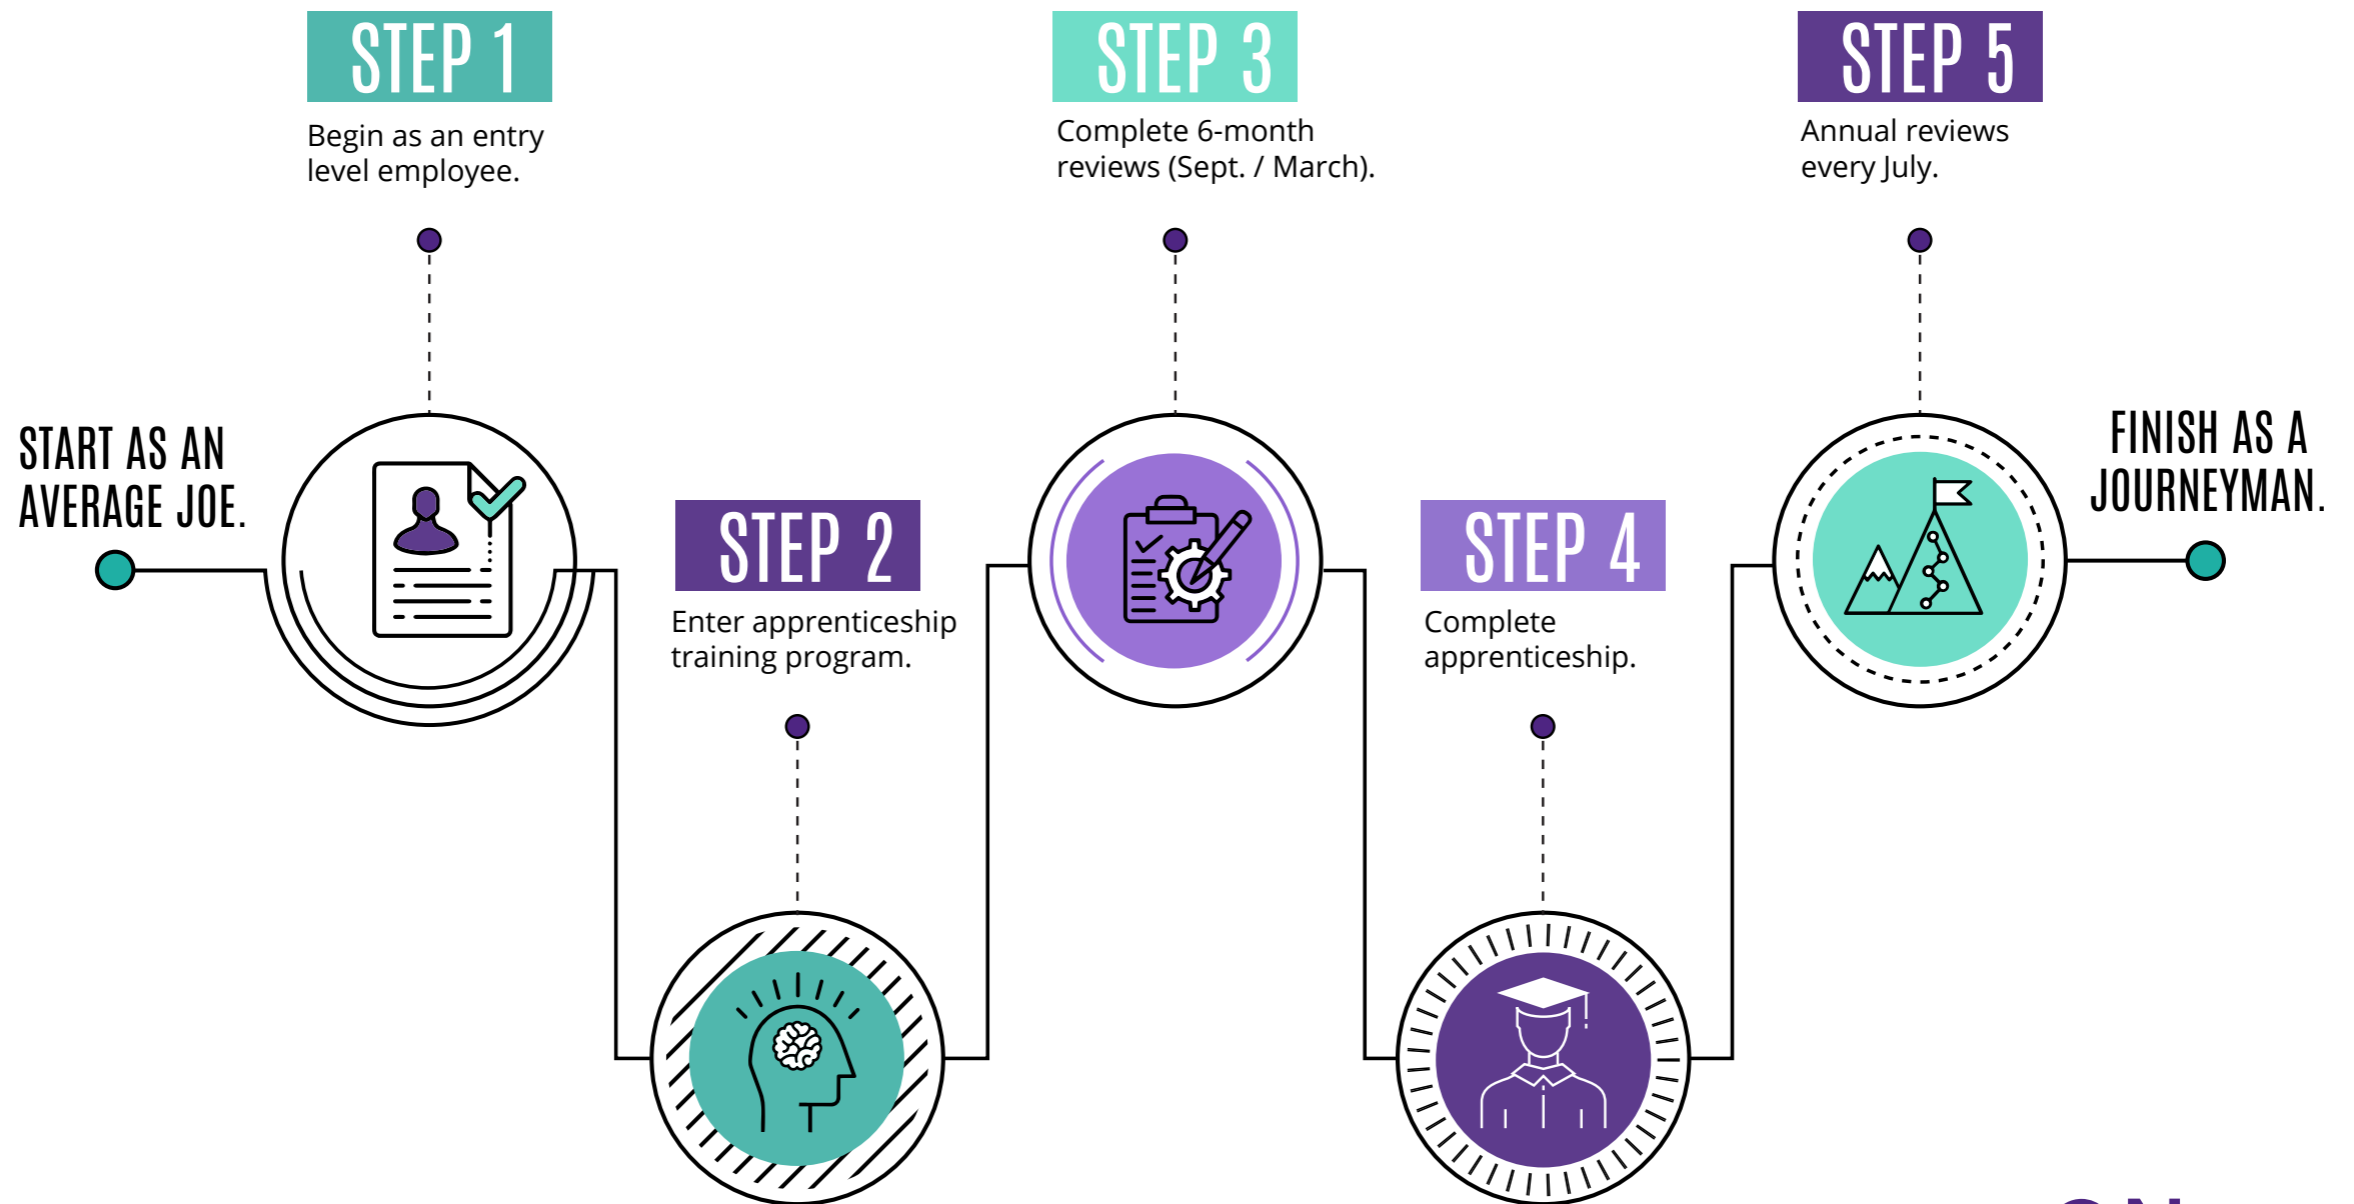 STEP 1
Begin as an entry
level employee.
STEP 3
Complete 6-month
reviews (Sept. / March).
STEP 5
Annual reviews
every July.
START AS AN
AVERAGE JOE.
STEP 2
Enter apprenticeship
training program.
STEP 4
Complete
apprenticeship.
FINISH AS A
JOURNEYMAN.